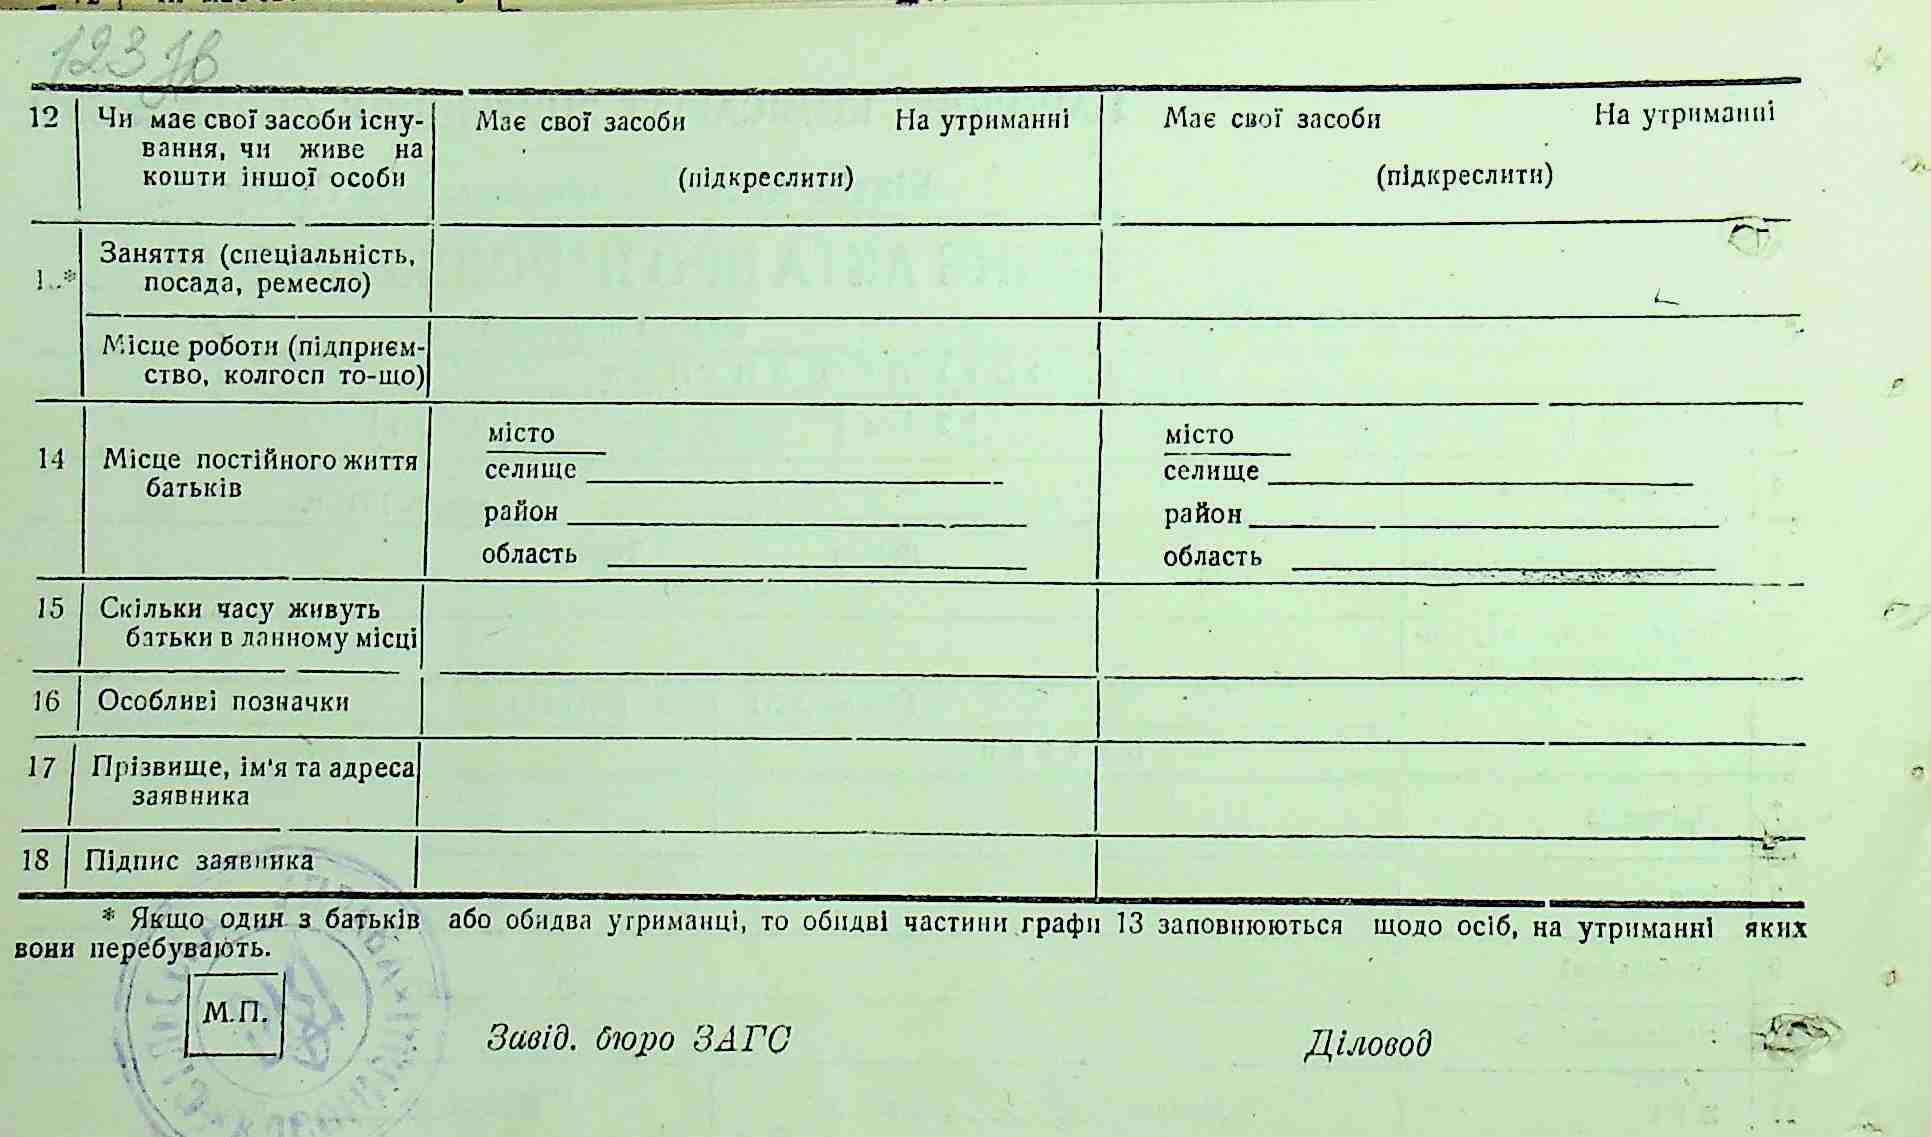 123 зв
12 Чи має свої засоби існу- Має свої засоби На утриманні Має свої засоби На утриманні
вання, чи живе на
кошти іншої особи (підкреслити) (підкреслити)
Заняття (спеціальність,
1..* посада, ремесло)
Місце роботи (підприєм-
ство, колгосп то-що)
місто місто
14 Місце постійного життя селище селище
батьків
район район
область область
15 Скільки часу живуть
батьки в данному місці
16 Особливі позначки
17 Прізвище, ім'я та адреса
заявника
18 Підпис заявника
* Якщо один з батьків або обидва утриманці, то обидві частини графи 13 заповнюються щодо осіб, на утриманні яких
вони перебувають.
М.П.
Завід. бюро ЗАГС Діловод